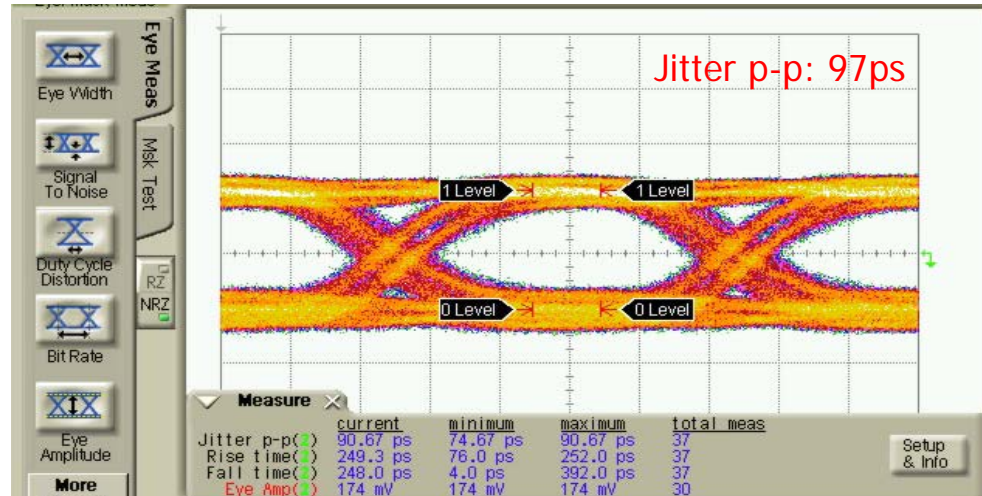 Eye Width
Signal
To Noise
Duty Cycle
Distortion
Bit Rate
Eye
Amplitude
More
Eye Meas
Msk Test
RZ
NRZ
Jitter p-p: 97ps
1 Level 1 Level
0 Level 0 Level
Measure
current minimum maximum total meas
Jitter p-p(2) 90.67 ps 74.67 ps 90.67 ps 37
Rise time(2) 249.3 ps 76.0 ps 252.0 ps 37
Fall time(2) 248.0 ps 4.0 ps 392.0 ps 37
Eye Amp(2) 174 mV 174 mV 174 mV 30
Setup
& Info